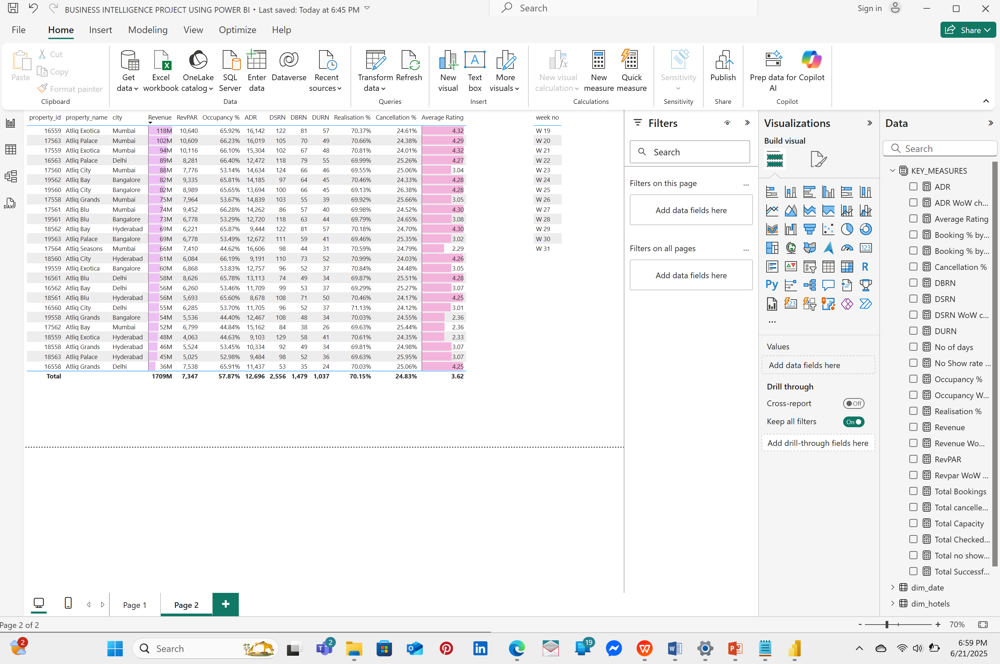 BUSINESS INTELLIGENCE PROJECT USING POWER BI • Last saved: Today at 6:45 PM
Search
Sign in
File Home Insert Modeling View Optimize Help
Share
Paste
Cut
Copy
Format painter
Clipboard
Get data
Excel workbook
OneLake catalog
SQL Server
Enter data
Dataverse
Recent sources
Data
Transform data
Refresh
Queries
New visual
Text box
More visuals
Insert
New visual calculation
New measure
Quick measure
Calculations
Sensitivity
Sensitivity
Publish
Share
Prep data for AI
Copilot
Copilot
property_id property_name city Revenue RevPAR Occupancy % ADR DSRN DBRN DURN Realisation % Cancellation % Average Rating
16559 Atliq Exotica Mumbai 118M 10,640 65.92% 16,142 122 81 57 70.37% 24.61% 4.32
17563 Atliq Palace Mumbai 102M 10,609 66.23% 16,019 105 70 49 70.66% 24.38% 4.29
17559 Atliq Exotica Mumbai 94M 10,116 66.10% 15,304 102 67 48 70.81% 24.01% 4.32
16563 Atliq Palace Delhi 89M 8,281 66.40% 12,472 118 79 55 69.99% 25.26% 4.27
17560 Atliq City Mumbai 88M 7,776 53.14% 14,634 124 66 46 69.55% 25.06% 3.04
19562 Atliq Bay Bangalore 82M 9,335 65.81% 14,185 97 64 45 70.46% 24.33% 4.28
19560 Atliq City Bangalore 82M 8,989 65.65% 13,694 100 66 45 69.13% 26.38% 4.28
17558 Atliq Grands Mumbai 75M 7,964 53.67% 14,839 103 55 39 69.92% 25.66% 3.05
17561 Atliq Blu Mumbai 74M 9,452 66.28% 14,262 86 57 40 69.98% 24.52% 4.30
19561 Atliq Blu Bangalore 73M 6,778 53.29% 12,720 118 63 44 69.79% 24.65% 3.08
18562 Atliq Bay Hyderabad 69M 6,221 65.87% 9,444 122 81 57 70.18% 24.70% 4.30
19563 Atliq Palace Bangalore 69M 6,778 53.49% 12,672 111 59 41 69.46% 25.35% 3.02
17564 Atliq Seasons Mumbai 66M 7,410 44.62% 16,606 98 44 31 70.59% 24.79% 2.29
18560 Atliq City Hyderabad 61M 6,084 66.19% 9,191 110 73 52 70.99% 24.03% 4.26
19559 Atliq Exotica Bangalore 60M 6,868 53.83% 12,757 96 52 37 70.84% 24.48% 3.05
16561 Atliq Blu Delhi 58M 8,626 65.78% 13,113 74 49 34 69.87% 25.51% 4.28
16562 Atliq Bay Delhi 56M 6,260 53.46% 11,709 99 53 37 69.29% 25.27% 3.07
18561 Atliq Blu Hyderabad 56M 5,693 65.60% 8,678 108 71 50 70.46% 24.17% 4.25
16560 Atliq City Delhi 55M 6,285 53.70% 11,705 96 52 37 71.13% 24.12% 3.01
19558 Atliq Grands Bangalore 54M 5,536 44.40% 12,467 108 48 34 70.03% 24.55% 2.36
17562 Atliq Bay Mumbai 52M 6,799 44.84% 15,162 84 38 26 69.63% 25.44% 2.36
18559 Atliq Exotica Hyderabad 48M 4,063 44.63% 9,103 129 58 41 70.61% 24.35% 2.33
18558 Atliq Grands Hyderabad 46M 5,524 53.45% 10,334 92 49 34 69.81% 24.98% 3.07
18563 Atliq Palace Hyderabad 45M 5,025 52.98% 9,484 98 52 36 69.63% 25.95% 3.07
16558 Atliq Grands Delhi 36M 7,538 65.91% 11,437 53 35 24 70.03% 25.06% 4.25
Total 1709M 7,347 57.87% 12,696 2,556 1,479 1,037 70.15% 24.83% 3.62
week no
W 19
W 20
W 21
W 22
W 23
W 24
W 25
W 26
W 27
W 28
W 29
W 30
W 31
Filters
Search
Filters on this page
...
Add data fields here
Filters on all pages
...
Add data fields here
Visualizations
Build visual
123
R
Py
123
...
Values
Add data fields here
Drill through
Cross-report
Off
Keep all filters
On
Add drill-through fields here
Data
Search
KEY_MEASURES
ADR
ADR WoW ch...
Average Rating
Booking % by...
Booking % by...
Cancellation %
DBRN
DSRN
DSRN WoW c...
DURN
No of days
No Show rate ...
Occupancy %
Occupancy W...
Realisation %
Revenue
Revenue Wo...
RevPAR
Revpar WoW ...
Total Bookings
Total cancelle...
Total Capacity
Total Checked...
Total no show...
Total Successf...
dim_date
dim_hotels
DAX
Page 1
Page 2
+
Page 2 of 2
- + 70%
2
Search
2
19
6:59 PM
6/21/2025